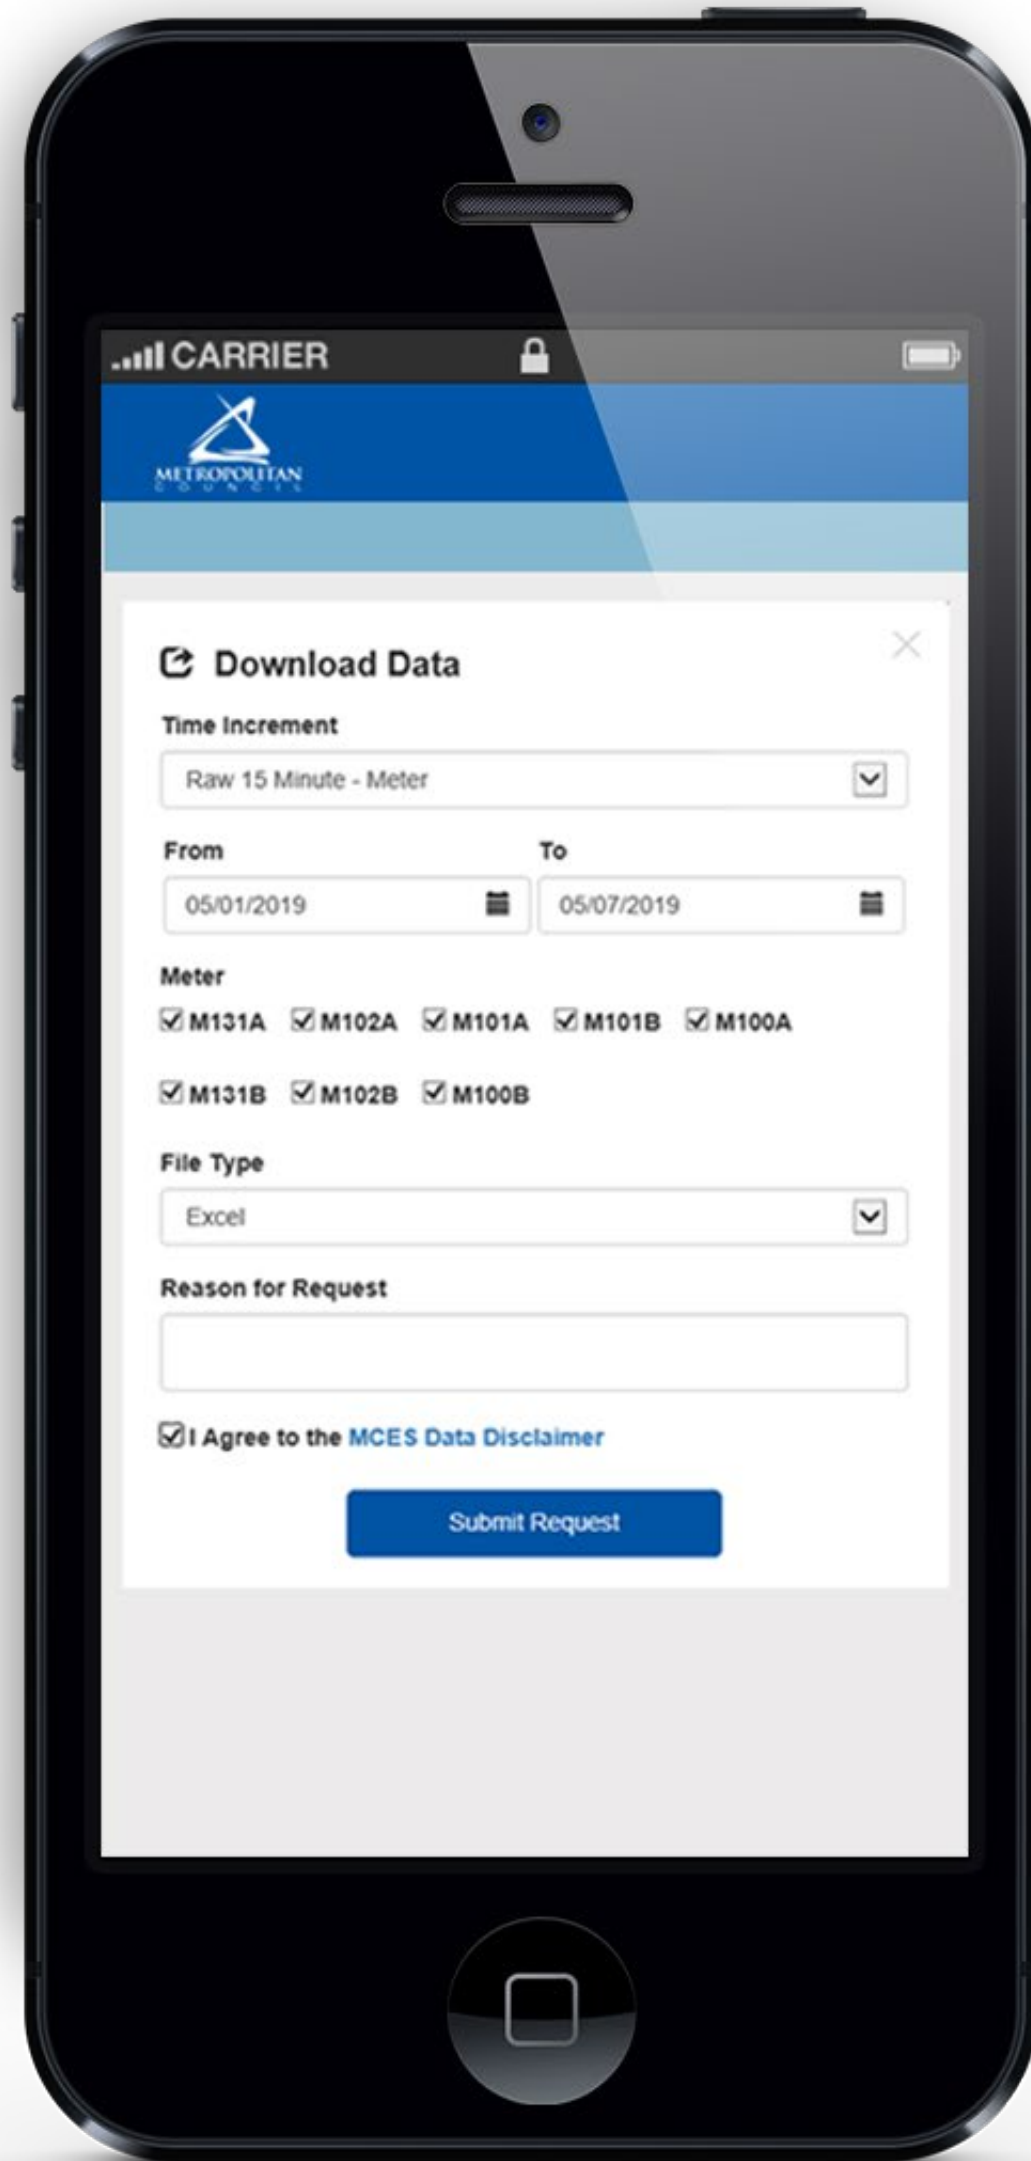 CARRIER
METROPOLITAN
COUNCIL
Download Data
Time Increment
Raw 15 Minute - Meter
From To
05/01/2019 05/07/2019
Meter
M131A M102A M101A M101B M100A
M131B M102B M100B
File Type
Excel
Reason for Request
I Agree to the MCES Data Disclaimer
Submit Request